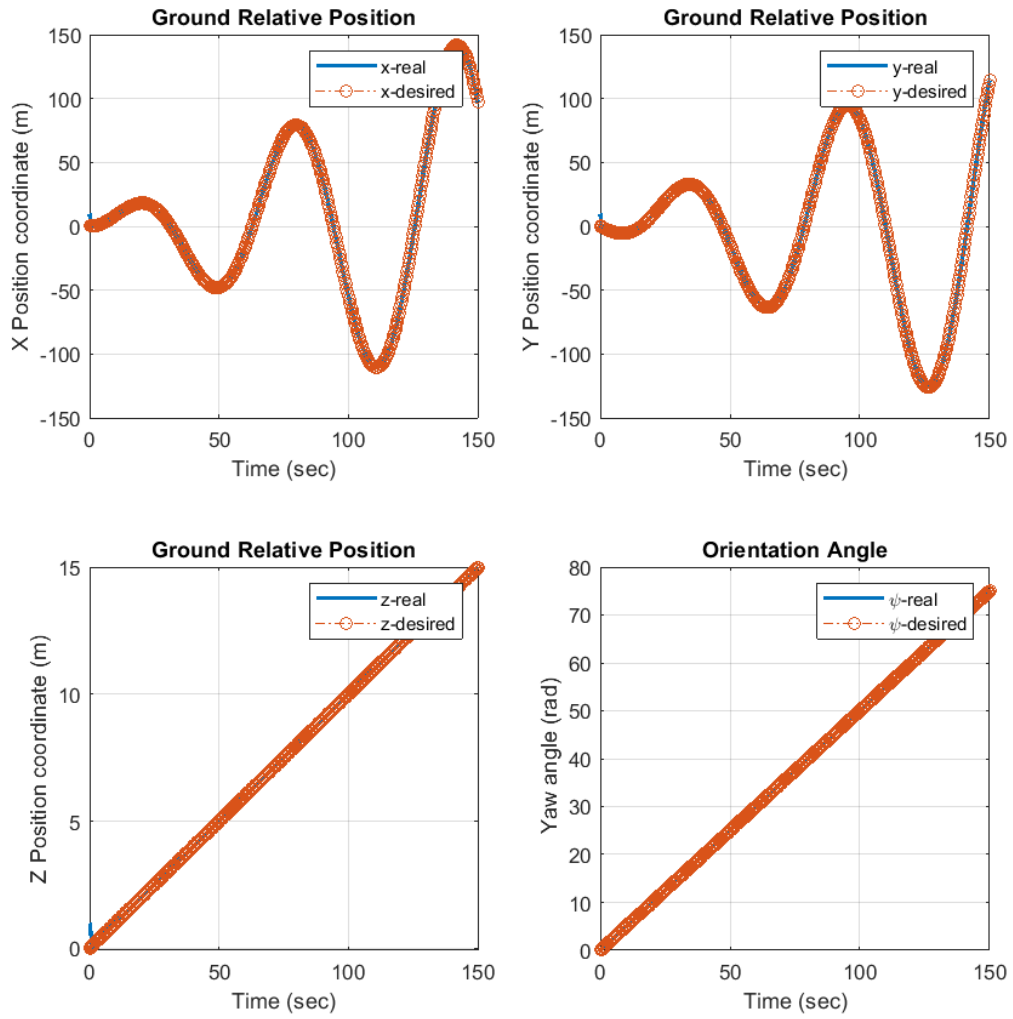 Ground Relative Position
x-real
x-desired
X Position coordinate (m)
150
100
50
0
-50
-100
-150
0
50
100
150
Time (sec)
Ground Relative Position
y-real
y-desired
Y Position coordinate (m)
150
100
50
0
-50
-100
-150
0
50
100
150
Time (sec)
Ground Relative Position
z-real
z-desired
Z Position coordinate (m)
15
10
5
0
0
50
100
150
Time (sec)
Orientation Angle
ψ-real
ψ-desired
Yaw angle (rad)
80
70
60
50
40
30
20
10
0
0
50
100
150
Time (sec)